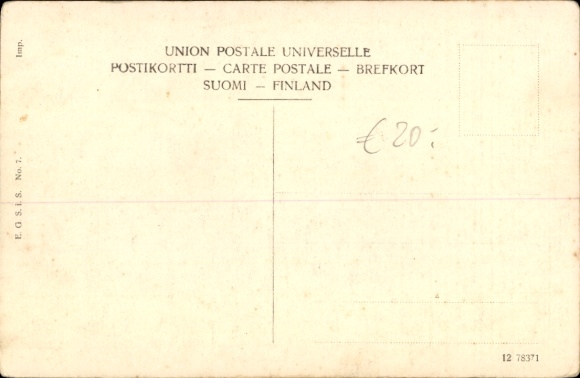 UNION POSTALE UNIVERSELLE
POSTIKORTTI — CARTE POSTALE — BREFKORT
SUOMI — FINLAND
€ 20:
Imp.
E. G. S. i. S. No. 7.
12 78371